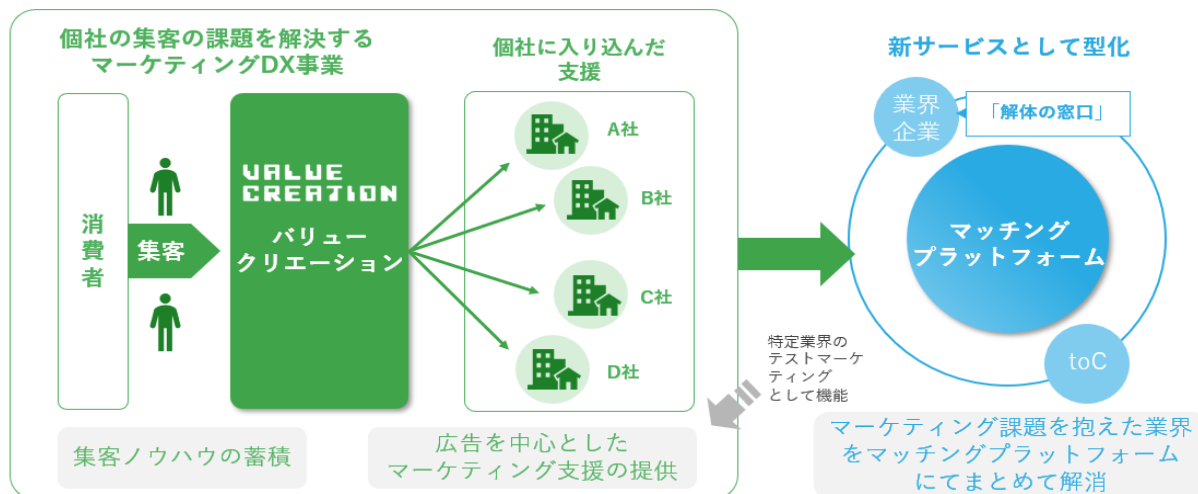 個社の集客の課題を解決する
マーケティングDX事業
消費者
集客
VALUE
CREATION
バリュー
クリエーション
個社に入り込んだ
支援
A社
B社
C社
D社
集客ノウハウの蓄積
広告を中心とした
マーケティング支援の提供
特定業界の
テストマーケ
ティング
として機能
新サービスとして型化
業界
企業
「解体の窓口」
マッチング
プラットフォーム
toC
マーケティング課題を抱えた業界
をマッチングプラットフォーム
にてまとめて解消